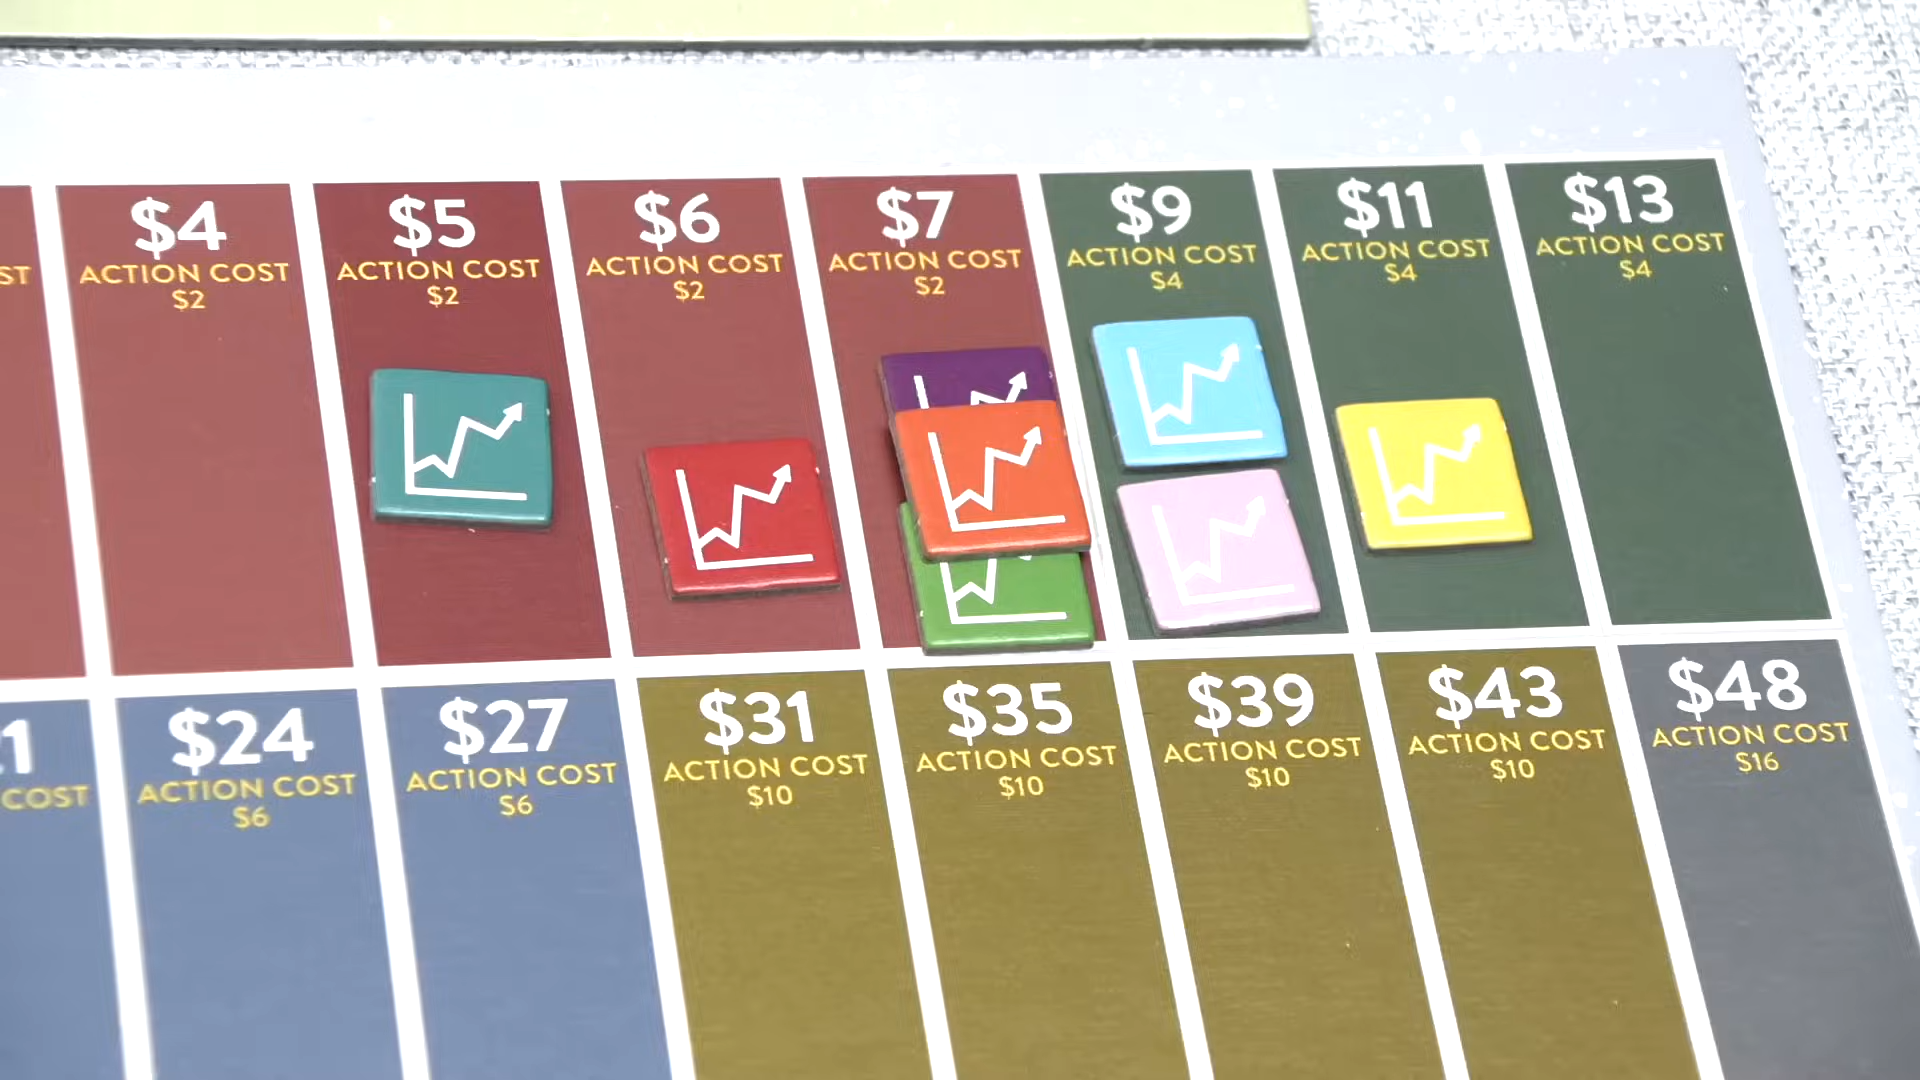 $4
ACTION COST
$2
$5
ACTION COST
$2
$6
ACTION COST
$2
$7
ACTION COST
$2
$9
ACTION COST
$4
$11
ACTION COST
$4
$13
ACTION COST
$4
COST
$24
ACTION COST
$6
$27
ACTION COST
$6
$31
ACTION COST
$10
$35
ACTION COST
$10
$39
ACTION COST
$10
$43
ACTION COST
$10
$48
ACTION COST
$16